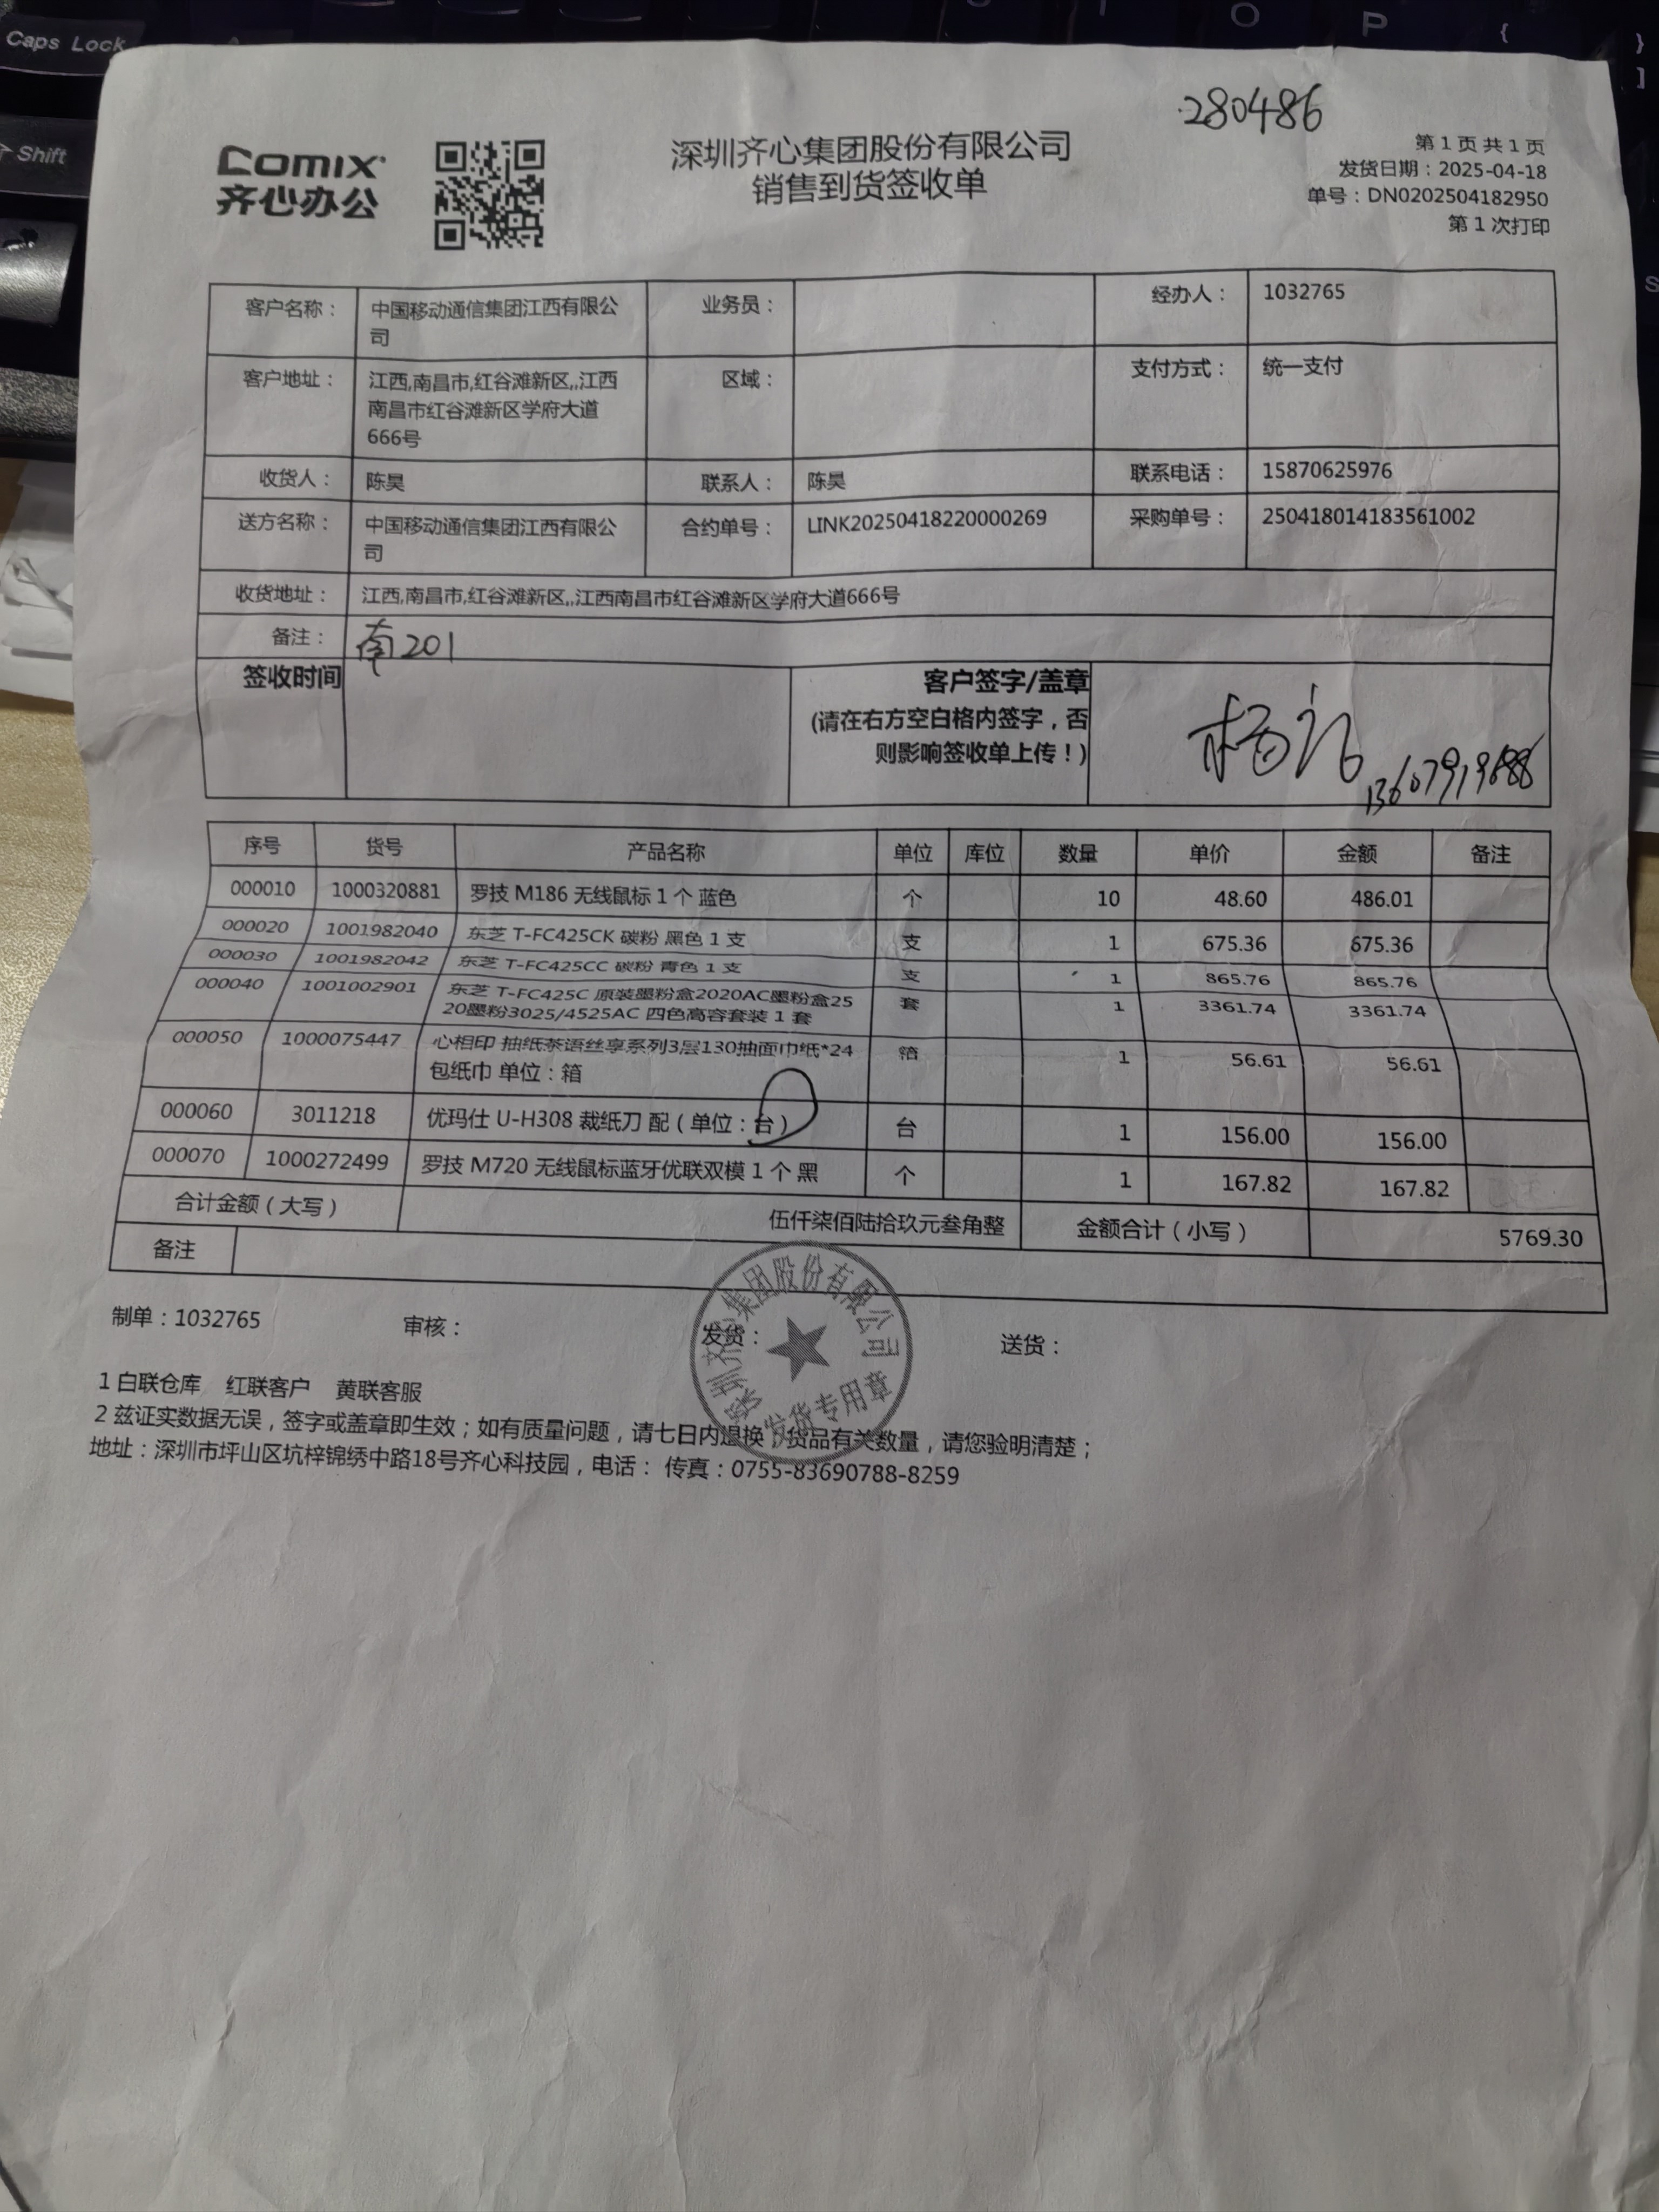 Caps Lock
Shift
O P {
}
]
280486
COMIX
齐心办公
深圳齐心集团股份有限公司
销售到货签收单
第 1 页 共 1 页
发货日期：2025-04-18
单号：DN0202504182950
第 1 次打印
客户名称： 中国移动通信集团江西有限公司 业务员： 经办人： 1032765
客户地址： 江西,南昌市,红谷滩新区,,江西南昌市红谷滩新区学府大道666号 区域： 支付方式： 统一支付
收货人： 陈昊 联系人： 陈昊 联系电话： 15870625976
送方名称： 中国移动通信集团江西有限公司 合约单号： LINK20250418220000269 采购单号： 250418014183561002
收货地址： 江西,南昌市,红谷滩新区,,江西南昌市红谷滩新区学府大道666号
备注： 南201
签收时间 客户签字/盖章
(请在右方空白格内签字，否
则影响签收单上传！)
杨
序号 货号 产品名称 单位 库位 数量 单价 金额 备注
000010 1000320881 罗技 M186 无线鼠标 1 个 蓝色 个 10 48.60 486.01
000020 1001982040 东芝 T-FC425CK 碳粉 黑色 1 支 支 1 675.36 675.36
000030 1001982042 东芝 T-FC425CC 碳粉 青色 1 支 支 1 865.76 865.76
000040 1001002901 东芝 T-FC425C 原装墨粉盒2020AC墨粉盒2520墨粉3025/4525AC 四色高容套装 1 套 套 1 3361.74 3361.74
000050 1000075447 心相印 抽纸茶语丝享系列3层130抽面巾纸*24包纸巾 单位：箱 箱 1 56.61 56.61
000060 3011218 优玛仕 U-H308 裁纸刀 配（单位：台） 台 1 156.00 156.00
000070 1000272499 罗技 M720 无线鼠标蓝牙优联双模 1 个 黑 个 1 167.82 167.82
合计金额（大写） 伍仟柒佰陆拾玖元叁角整 金额合计（小写） 5769.30
备注
制单：1032765 审核： 发货： 送货：
深圳齐心集团股份有限公司
发货专用章
1 白联仓库 红联客户 黄联客服
2 兹证实数据无误，签字或盖章即生效；如有质量问题，请七日内退换，货品有关数量，请您验明清楚；
地址：深圳市坪山区坑梓锦绣中路18号齐心科技园，电话： 传真：0755-83690788-8259